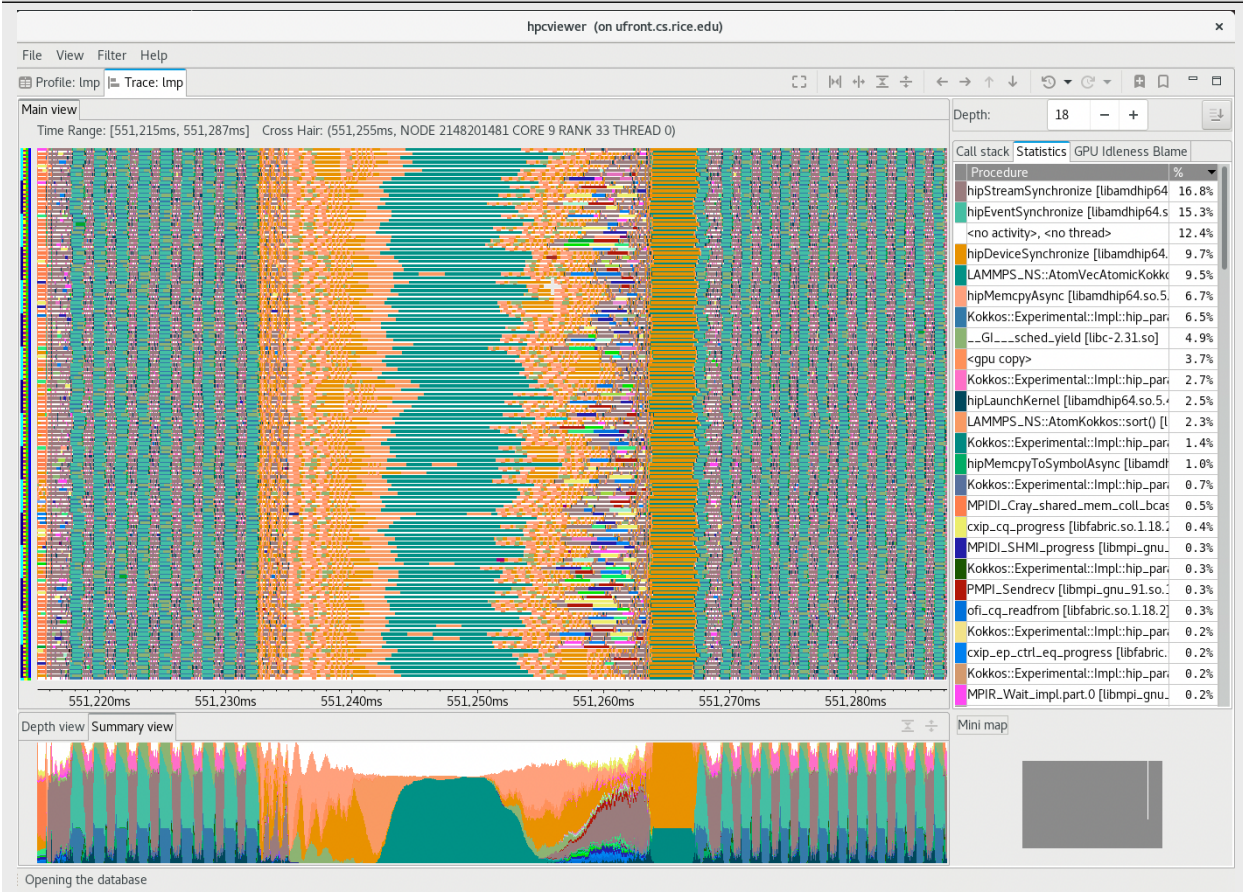 hpcviewer (on ufront.cs.rice.edu)
×
File View Filter Help
Profile: lmp Trace: lmp
Main view
Time Range: [551,215ms, 551,287ms] Cross Hair: (551,255ms, NODE 2148201481 CORE 9 RANK 33 THREAD 0)
551,220ms 551,230ms 551,240ms 551,250ms 551,260ms 551,270ms 551,280ms
Depth view Summary view
Opening the database
Depth: 18 − +
Call stack Statistics GPU Idleness Blame
Procedure %
hipStreamSynchronize [libamdhip64 16.8%
hipEventSynchronize [libamdhip64.s 15.3%
<no activity>, <no thread> 12.4%
hipDeviceSynchronize [libamdhip64. 9.7%
LAMMPS_NS::AtomVecAtomicKokko 9.5%
hipMemcpyAsync [libamdhip64.so.5. 6.7%
Kokkos::Experimental::Impl::hip_para 6.5%
__GI___sched_yield [libc-2.31.so] 4.9%
<gpu copy> 3.7%
Kokkos::Experimental::Impl::hip_para 2.7%
hipLaunchKernel [libamdhip64.so.5.4 2.5%
LAMMPS_NS::AtomKokkos::sort() [l 2.3%
Kokkos::Experimental::Impl::hip_para 1.4%
hipMemcpyToSymbolAsync [libamdh 1.0%
Kokkos::Experimental::Impl::hip_para 0.7%
MPIDI_Cray_shared_mem_coll_bcas 0.5%
cxip_cq_progress [libfabric.so.1.18.2 0.4%
MPIDI_SHMI_progress [libmpi_gnu_ 0.3%
Kokkos::Experimental::Impl::hip_para 0.3%
PMPI_Sendrecv [libmpi_gnu_91.so.1 0.3%
ofi_cq_readfrom [libfabric.so.1.18.2] 0.3%
Kokkos::Experimental::Impl::hip_para 0.2%
cxip_ep_ctrl_eq_progress [libfabric. 0.2%
Kokkos::Experimental::Impl::hip_para 0.2%
MPIR_Wait_impl.part.0 [libmpi_gnu_ 0.2%
Mini map